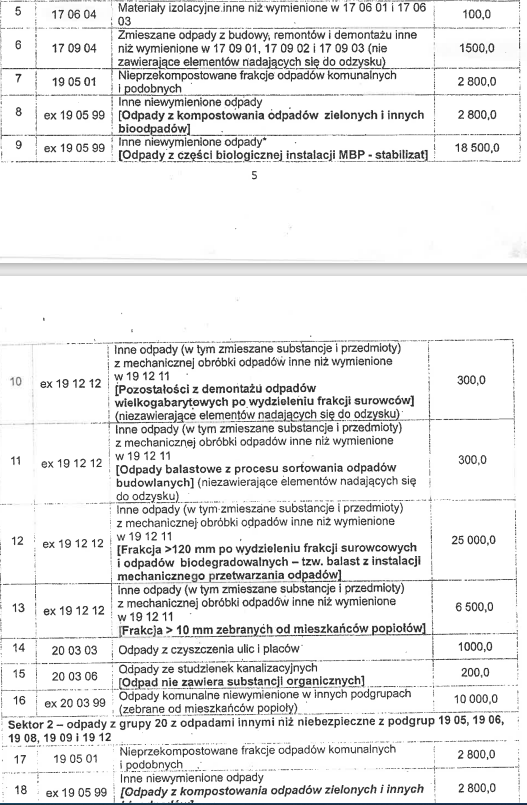 5 17 06 04 Materiały izolacyjne inne niż wymienione w 17 06 01 i 17 06
03 100,0
6 17 09 04 Zmieszane odpady z budowy, remontów i demontażu inne
niż wymienione w 17 09 01, 17 09 02 i 17 09 03 (nie
zawierające elementów nadających się do odzysku) 1500,0
7 19 05 01 Nieprzekompostowane frakcje odpadów komunalnych
i podobnych 2 800,0
8 ex 19 05 99 Inne niewymienione odpady
[Odpady z kompostowania odpadów zielonych i innych
bioodpadów] 2 800,0
9 ex 19 05 99 Inne niewymienione odpady*
[Odpady z części biologicznej instalacji MBP - stabilizat] 18 500,0
5
10 ex 19 12 12 Inne odpady (w tym zmieszane substancje i przedmioty)
z mechanicznej obróbki odpadów inne niż wymienione
w 19 12 11
[Pozostałości z demontażu odpadów
wielkogabarytowych po wydzieleniu frakcji surowców]
(niezawierające elementów nadających się do odzysku) 300,0
11 ex 19 12 12 Inne odpady (w tym zmieszane substancje i przedmioty)
z mechanicznej obróbki odpadów inne niż wymienione
w 19 12 11
[Odpady balastowe z procesu sortowania odpadów
budowlanych] (niezawierające elementów nadających się
do odzysku) 300,0
12 ex 19 12 12 Inne odpady (w tym zmieszane substancje i przedmioty)
z mechanicznej obróbki odpadów inne niż wymienione
w 19 12 11
[Frakcja >120 mm po wydzieleniu frakcji surowcowych
i odpadów biodegradowalnych – tzw. balast z instalacji
mechanicznego przetwarzania odpadów] 25 000,0
13 ex 19 12 12 Inne odpady (w tym zmieszane substancje i przedmioty)
z mechanicznej obróbki odpadów inne niż wymienione
w 19 12 11
[Frakcja > 10 mm zebranych od mieszkańców popiołów] 6 500,0
14 20 03 03 Odpady z czyszczenia ulic i placów 1000,0
15 20 03 06 Odpady ze studzienek kanalizacyjnych
[Odpad nie zawiera substancji organicznych] 200,0
16 ex 20 03 99 Odpady komunalne niewymienione w innych podgrupach
(zebrane od mieszkańców popioły) 10 000,0
Sektor 2 – odpady z grupy 20 z odpadami innymi niż niebezpieczne z podgrup 19 05, 19 06,
19 08, 19 09 i 19 12
17 19 05 01 Nieprzekompostowane frakcje odpadów komunalnych
i podobnych 2 800,0
18 ex 19 05 99 Inne niewymienione odpady
[Odpady z kompostowania odpadów zielonych i innych 2 800,0